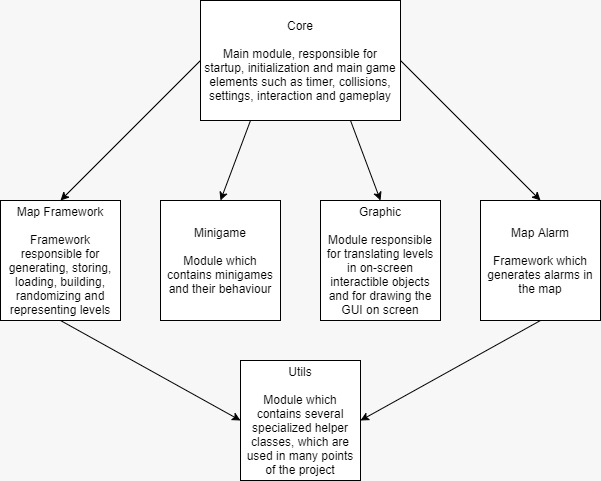 Core
Main module, responsible for
startup, initialization and main game
elements such as timer, collisions,
settings, interaction and gameplay
Map Framework
Framework
responsible for
generating, storing,
loading, building,
randomizing and
representing levels
Minigame
Module which
contains minigames
and their behaviour
Graphic
Module responsible
for translating levels
in on-screen
interactible objects
and for drawing the
GUI on screen
Map Alarm
Framework which
generates alarms in
the map
Utils
Module which
contains several
specialized helper
classes, which are
used in many points
of the project